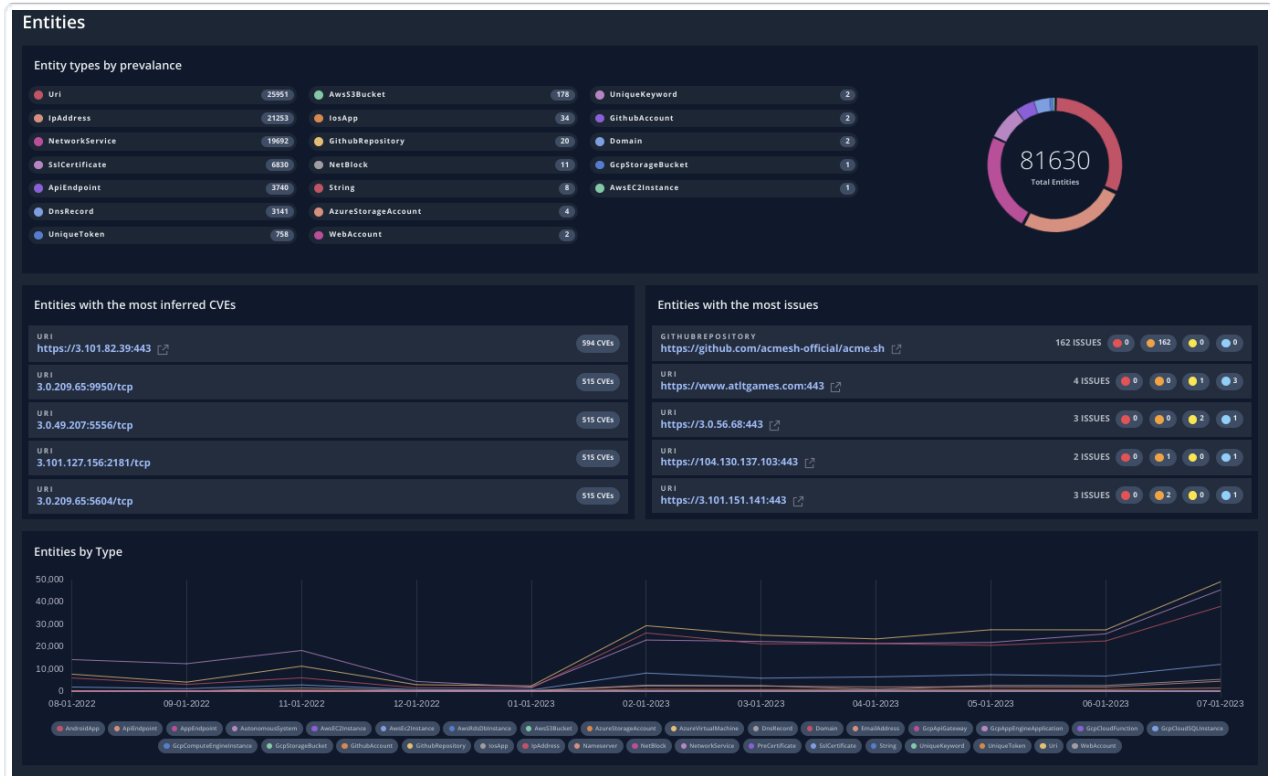 Entities
Entity types by prevalance
Uri 25951
IpAddress 21253
NetworkService 19692
SslCertificate 6830
ApiEndpoint 3740
DnsRecord 3141
UniqueToken 758
AwsS3Bucket 178
IosApp 34
GithubRepository 20
NetBlock 11
String 8
AzureStorageAccount 4
WebAccount 2
UniqueKeyword 2
GithubAccount 2
Domain 2
GcpStorageBucket 1
AwsEC2Instance 1
81630
Total Entities
Entities with the most inferred CVEs
URI
https://3.101.82.39:443 594 CVEs
URI
3.0.209.65:9950/tcp 515 CVEs
URI
3.0.49.207:5556/tcp 515 CVEs
URI
3.101.127.156:2181/tcp 515 CVEs
URI
3.0.209.65:5604/tcp 515 CVEs
Entities with the most issues
GITHUBREPOSITORY
https://github.com/acmesh-official/acme.sh 162 ISSUES 0 162 0 0
URI
https://www.atltgames.com:443 4 ISSUES 0 0 1 3
URI
https://3.0.56.68:443 3 ISSUES 0 0 2 1
URI
https://104.130.137.103:443 2 ISSUES 0 1 0 1
URI
https://3.101.151.141:443 3 ISSUES 0 2 0 1
Entities by Type
50,000
40,000
30,000
20,000
10,000
0
08-01-2022 09-01-2022 11-01-2022 12-01-2022 01-01-2023 02-01-2023 03-01-2023 04-01-2023 05-01-2023 06-01-2023 07-01-2023
AndroidApp ApiEndpoint AppEndpoint AutonomousSystem AwsEC2Instance AwsEc2Instance AwsRdsDbInstance AwsS3Bucket AzureStorageAccount AzureVirtualMachine DnsRecord Domain EmailAddress GcpApiGateway GcpAppEngineApplication GcpCloudFunction GcpCloudSQLInstance
GcpComputeEngineInstance GcpStorageBucket GithubAccount GithubRepository IosApp IpAddress Nameserver NetBlock NetworkService PreCertificate SslCertificate String UniqueKeyword UniqueToken Uri WebAccount